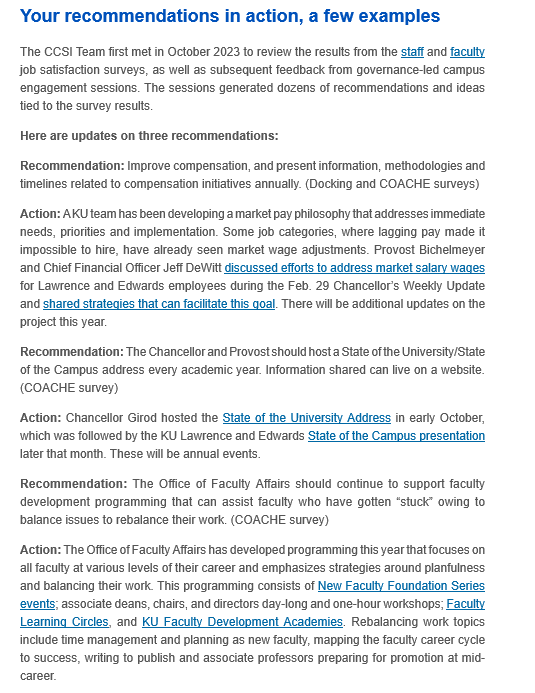 Your recommendations in action, a few examples
The CCSI Team first met in October 2023 to review the results from the staff and faculty
job satisfaction surveys, as well as subsequent feedback from governance-led campus
engagement sessions. The sessions generated dozens of recommendations and ideas
tied to the survey results.
Here are updates on three recommendations:
Recommendation: Improve compensation, and present information, methodologies and
timelines related to compensation initiatives annually. (Docking and COACHE surveys)
Action: A KU team has been developing a market pay philosophy that addresses immediate
needs, priorities and implementation. Some job categories, where lagging pay made it
impossible to hire, have already seen market wage adjustments. Provost Bichelmeyer
and Chief Financial Officer Jeff DeWitt discussed efforts to address market salary wages
for Lawrence and Edwards employees during the Feb. 29 Chancellor's Weekly Update
and shared strategies that can facilitate this goal. There will be additional updates on the
project this year.
Recommendation: The Chancellor and Provost should host a State of the University/State
of the Campus address every academic year. Information shared can live on a website.
(COACHE survey)
Action: Chancellor Girod hosted the State of the University Address in early October,
which was followed by the KU Lawrence and Edwards State of the Campus presentation
later that month. These will be annual events.
Recommendation: The Office of Faculty Affairs should continue to support faculty
development programming that can assist faculty who have gotten “stuck” owing to
balance issues to rebalance their work. (COACHE survey)
Action: The Office of Faculty Affairs has developed programming this year that focuses on
all faculty at various levels of their career and emphasizes strategies around planfulness
and balancing their work. This programming consists of New Faculty Foundation Series
events; associate deans, chairs, and directors day-long and one-hour workshops; Faculty
Learning Circles, and KU Faculty Development Academies. Rebalancing work topics
include time management and planning as new faculty, mapping the faculty career cycle
to success, writing to publish and associate professors preparing for promotion at mid-
career.